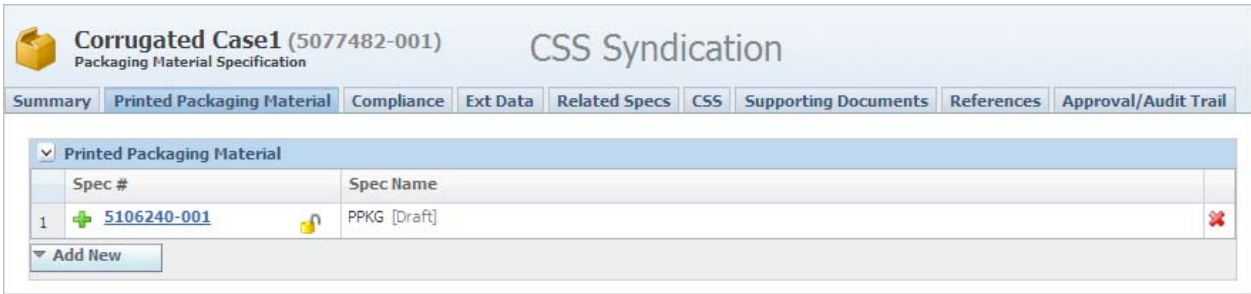 Corrugated Case1 (5077482-001)
Packaging Material Specification
CSS Syndication
Summary Printed Packaging Material Compliance Ext Data Related Specs CSS Supporting Documents References Approval/Audit Trail
Printed Packaging Material
Spec # Spec Name
1 5106240-001 PPKG [Draft]
Add New